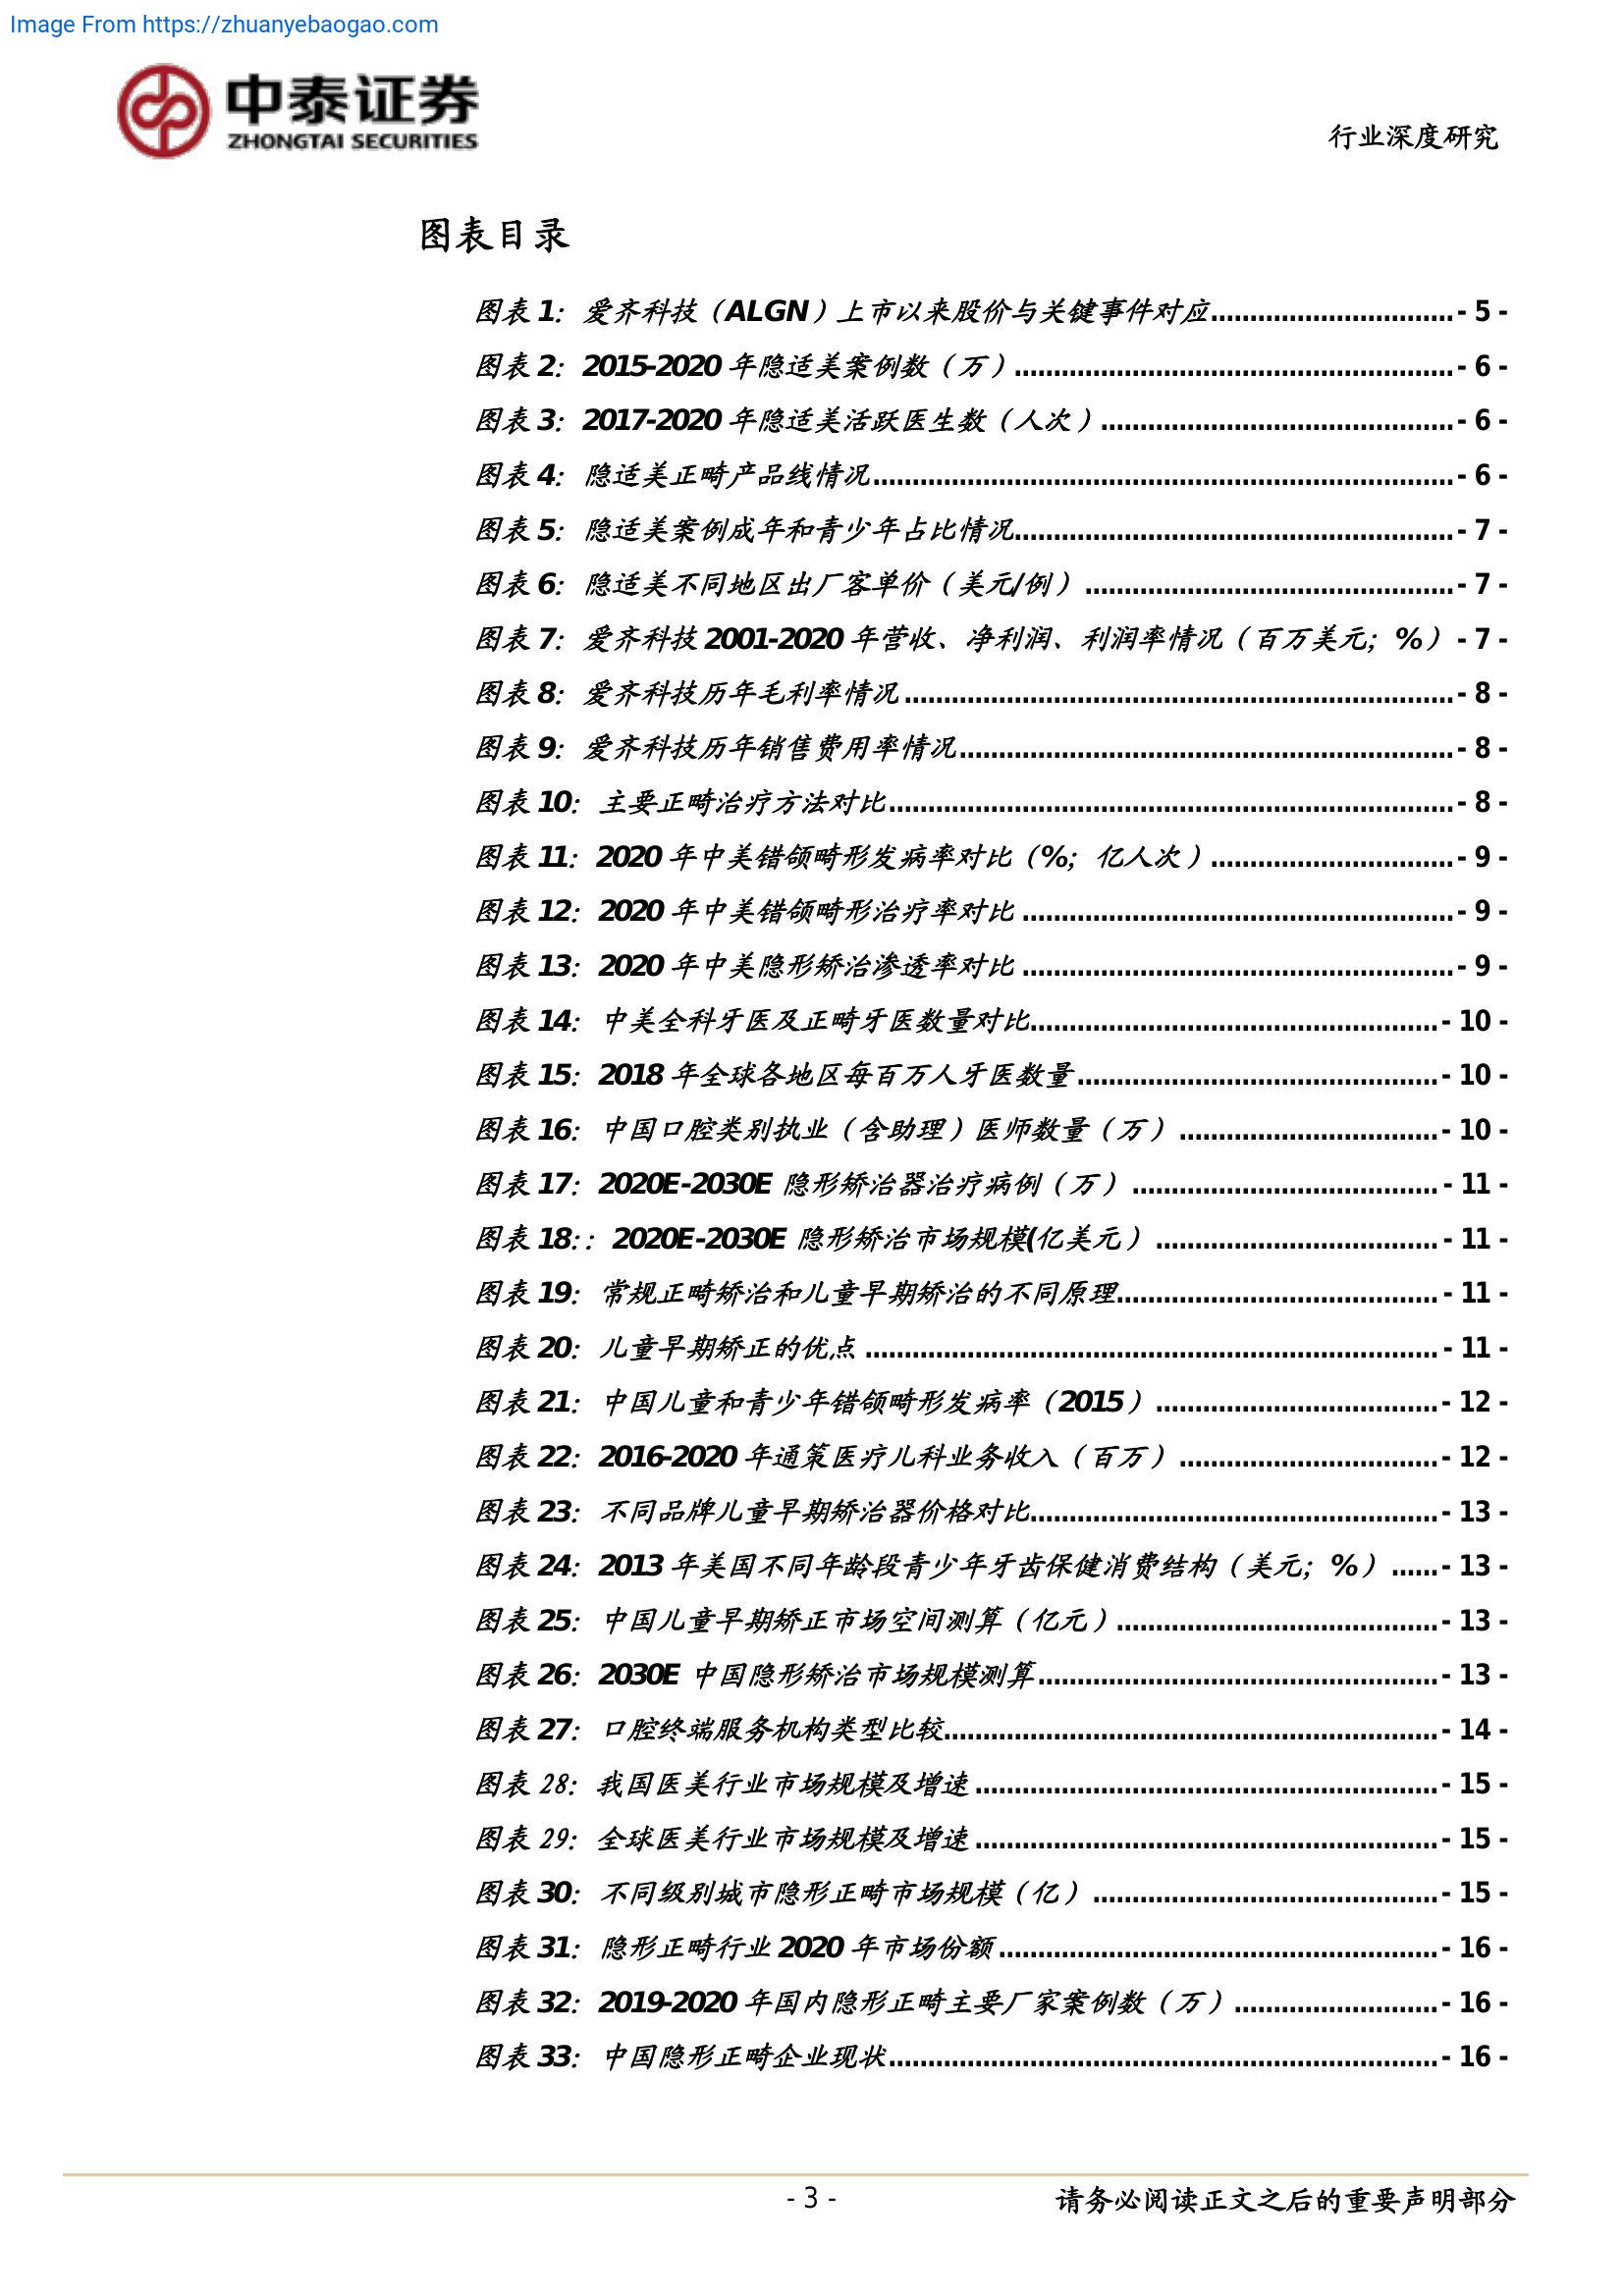 Image From https://zhuanyebaogao.com
中泰证券
ZHONGTAI SECURITIES
行业深度研究
图表目录
图表 1：爱齐科技（ALGN）上市以来股价与关键事件对应...............................- 5 -
图表 2：2015-2020 年隐适美案例数（万）........................................................- 6 -
图表 3：2017-2020 年隐适美活跃医生数（人次）.............................................- 6 -
图表 4：隐适美正畸产品线情况..........................................................................- 6 -
图表 5：隐适美案例成年和青少年占比情况........................................................- 7 -
图表 6：隐适美不同地区出厂客单价（美元/例）...............................................- 7 -
图表 7：爱齐科技 2001-2020 年营收、净利润、利润率情况（百万美元；%）- 7 -
图表 8：爱齐科技历年毛利率情况......................................................................- 8 -
图表 9：爱齐科技历年销售费用率情况...............................................................- 8 -
图表 10：主要正畸治疗方法对比........................................................................- 8 -
图表 11：2020 年中美错颌畸形发病率对比（%；亿人次）...............................- 9 -
图表 12：2020 年中美错颌畸形治疗率对比.......................................................- 9 -
图表 13：2020 年中美隐形矫治渗透率对比.......................................................- 9 -
图表 14：中美全科牙医及正畸牙医数量对比....................................................- 10 -
图表 15：2018 年全球各地区每百万人牙医数量..............................................- 10 -
图表 16：中国口腔类别执业（含助理）医师数量（万）.................................- 10 -
图表 17：2020E-2030E 隐形矫治器治疗病例（万）.......................................- 11 -
图表 18:：2020E-2030E 隐形矫治市场规模(亿美元）....................................- 11 -
图表 19：常规正畸矫治和儿童早期矫治的不同原理.........................................- 11 -
图表 20：儿童早期矫正的优点.........................................................................- 11 -
图表 21：中国儿童和青少年错颌畸形发病率（2015）....................................- 12 -
图表 22：2016-2020 年通策医疗儿科业务收入（百万）.................................- 12 -
图表 23：不同品牌儿童早期矫治器价格对比....................................................- 13 -
图表 24：2013 年美国不同年龄段青少年牙齿保健消费结构（美元；%）......- 13 -
图表 25：中国儿童早期矫正市场空间测算（亿元）.........................................- 13 -
图表 26：2030E 中国隐形矫治市场规模测算...................................................- 13 -
图表 27：口腔终端服务机构类型比较...............................................................- 14 -
图表 28：我国医美行业市场规模及增速...........................................................- 15 -
图表 29：全球医美行业市场规模及增速...........................................................- 15 -
图表 30：不同级别城市隐形正畸市场规模（亿）............................................- 15 -
图表 31：隐形正畸行业 2020 年市场份额........................................................- 16 -
图表 32：2019-2020 年国内隐形正畸主要厂家案例数（万）..........................- 16 -
图表 33：中国隐形正畸企业现状......................................................................- 16 -
- 3 -
请务必阅读正文之后的重要声明部分